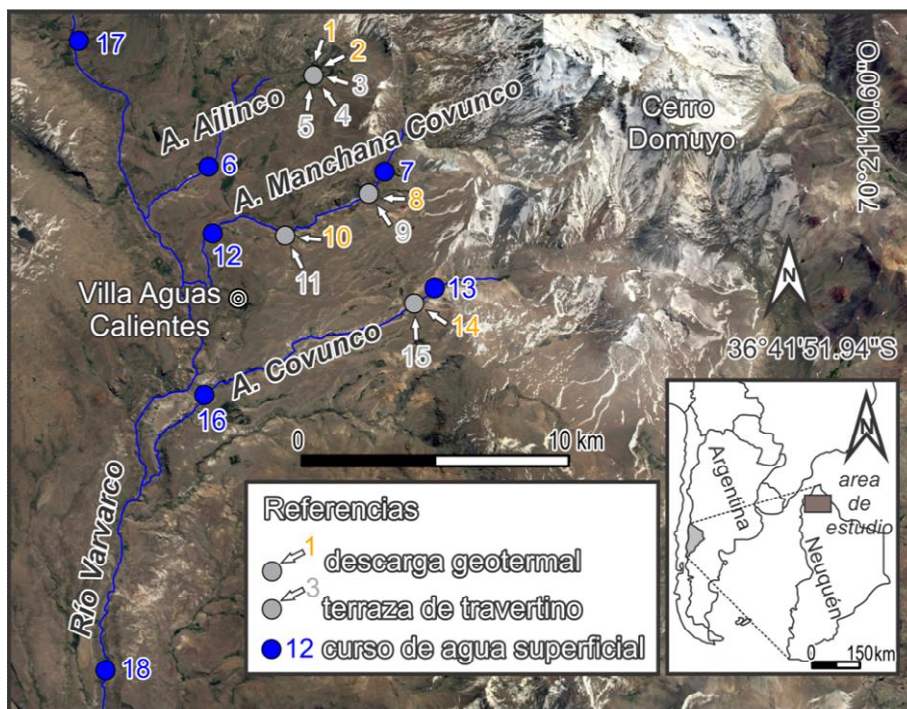 17
1
2
3
4
5
A. Ailinco
6
A. Manchana Covunco
7
8
9
10
11
12
Cerro
Domuyo
70°21'10.60"O
N
36°41'51.94"S
Villa Aguas
Calientes
13
14
15
A. Covunco
16
0 10 km
Río Varvarco
18
Referencias
1 descarga geotermal
3 terraza de travertino
12 curso de agua superficial
N
Argentina
area
de
estudio
Neuquén
0 150 km